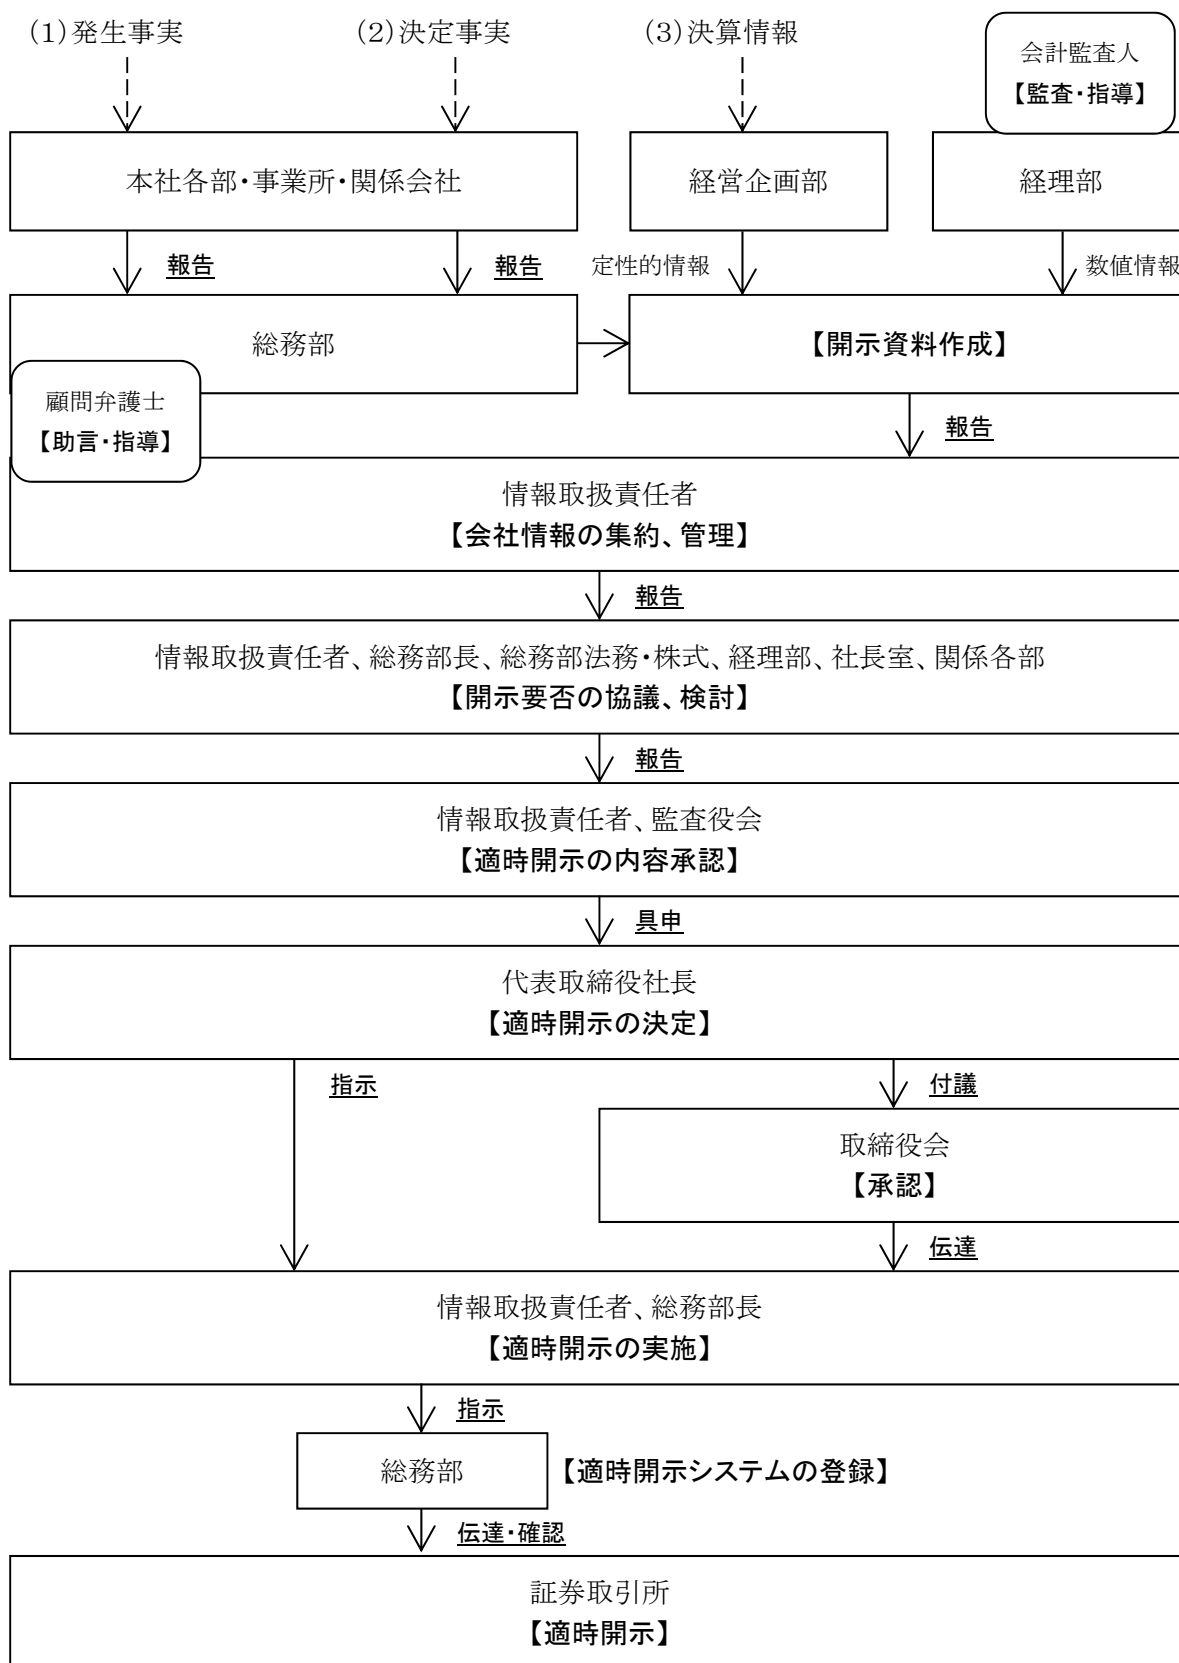 (1)発生事実
(2)決定事実
(3)決算情報
会計監査人
【監査・指導】
本社各部・事業所・関係会社
経営企画部
経理部
報告
報告
定性的情報
数値情報
総務部
【開示資料作成】
顧問弁護士
【助言・指導】
報告
情報取扱責任者
【会社情報の集約、管理】
報告
情報取扱責任者、総務部長、総務部法務・株式、経理部、社長室、関係各部
【開示要否の協議、検討】
報告
情報取扱責任者、監査役会
【適時開示の内容承認】
具申
代表取締役社長
【適時開示の決定】
指示
付議
取締役会
【承認】
伝達
情報取扱責任者、総務部長
【適時開示の実施】
指示
総務部
【適時開示システムの登録】
伝達・確認
証券取引所
【適時開示】